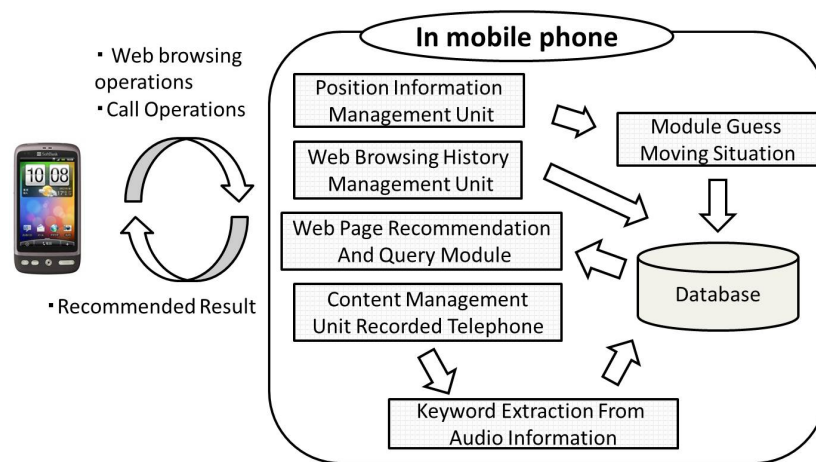 In mobile phone
▪ Web browsing
operations
▪Call Operations
Position Information
Management Unit
Module Guess
Moving Situation
Web Browsing History
Management Unit
10 08
Web Page Recommendation
And Query Module
▪Recommended Result
Content Management
Unit Recorded Telephone
Database
Keyword Extraction From
Audio Information